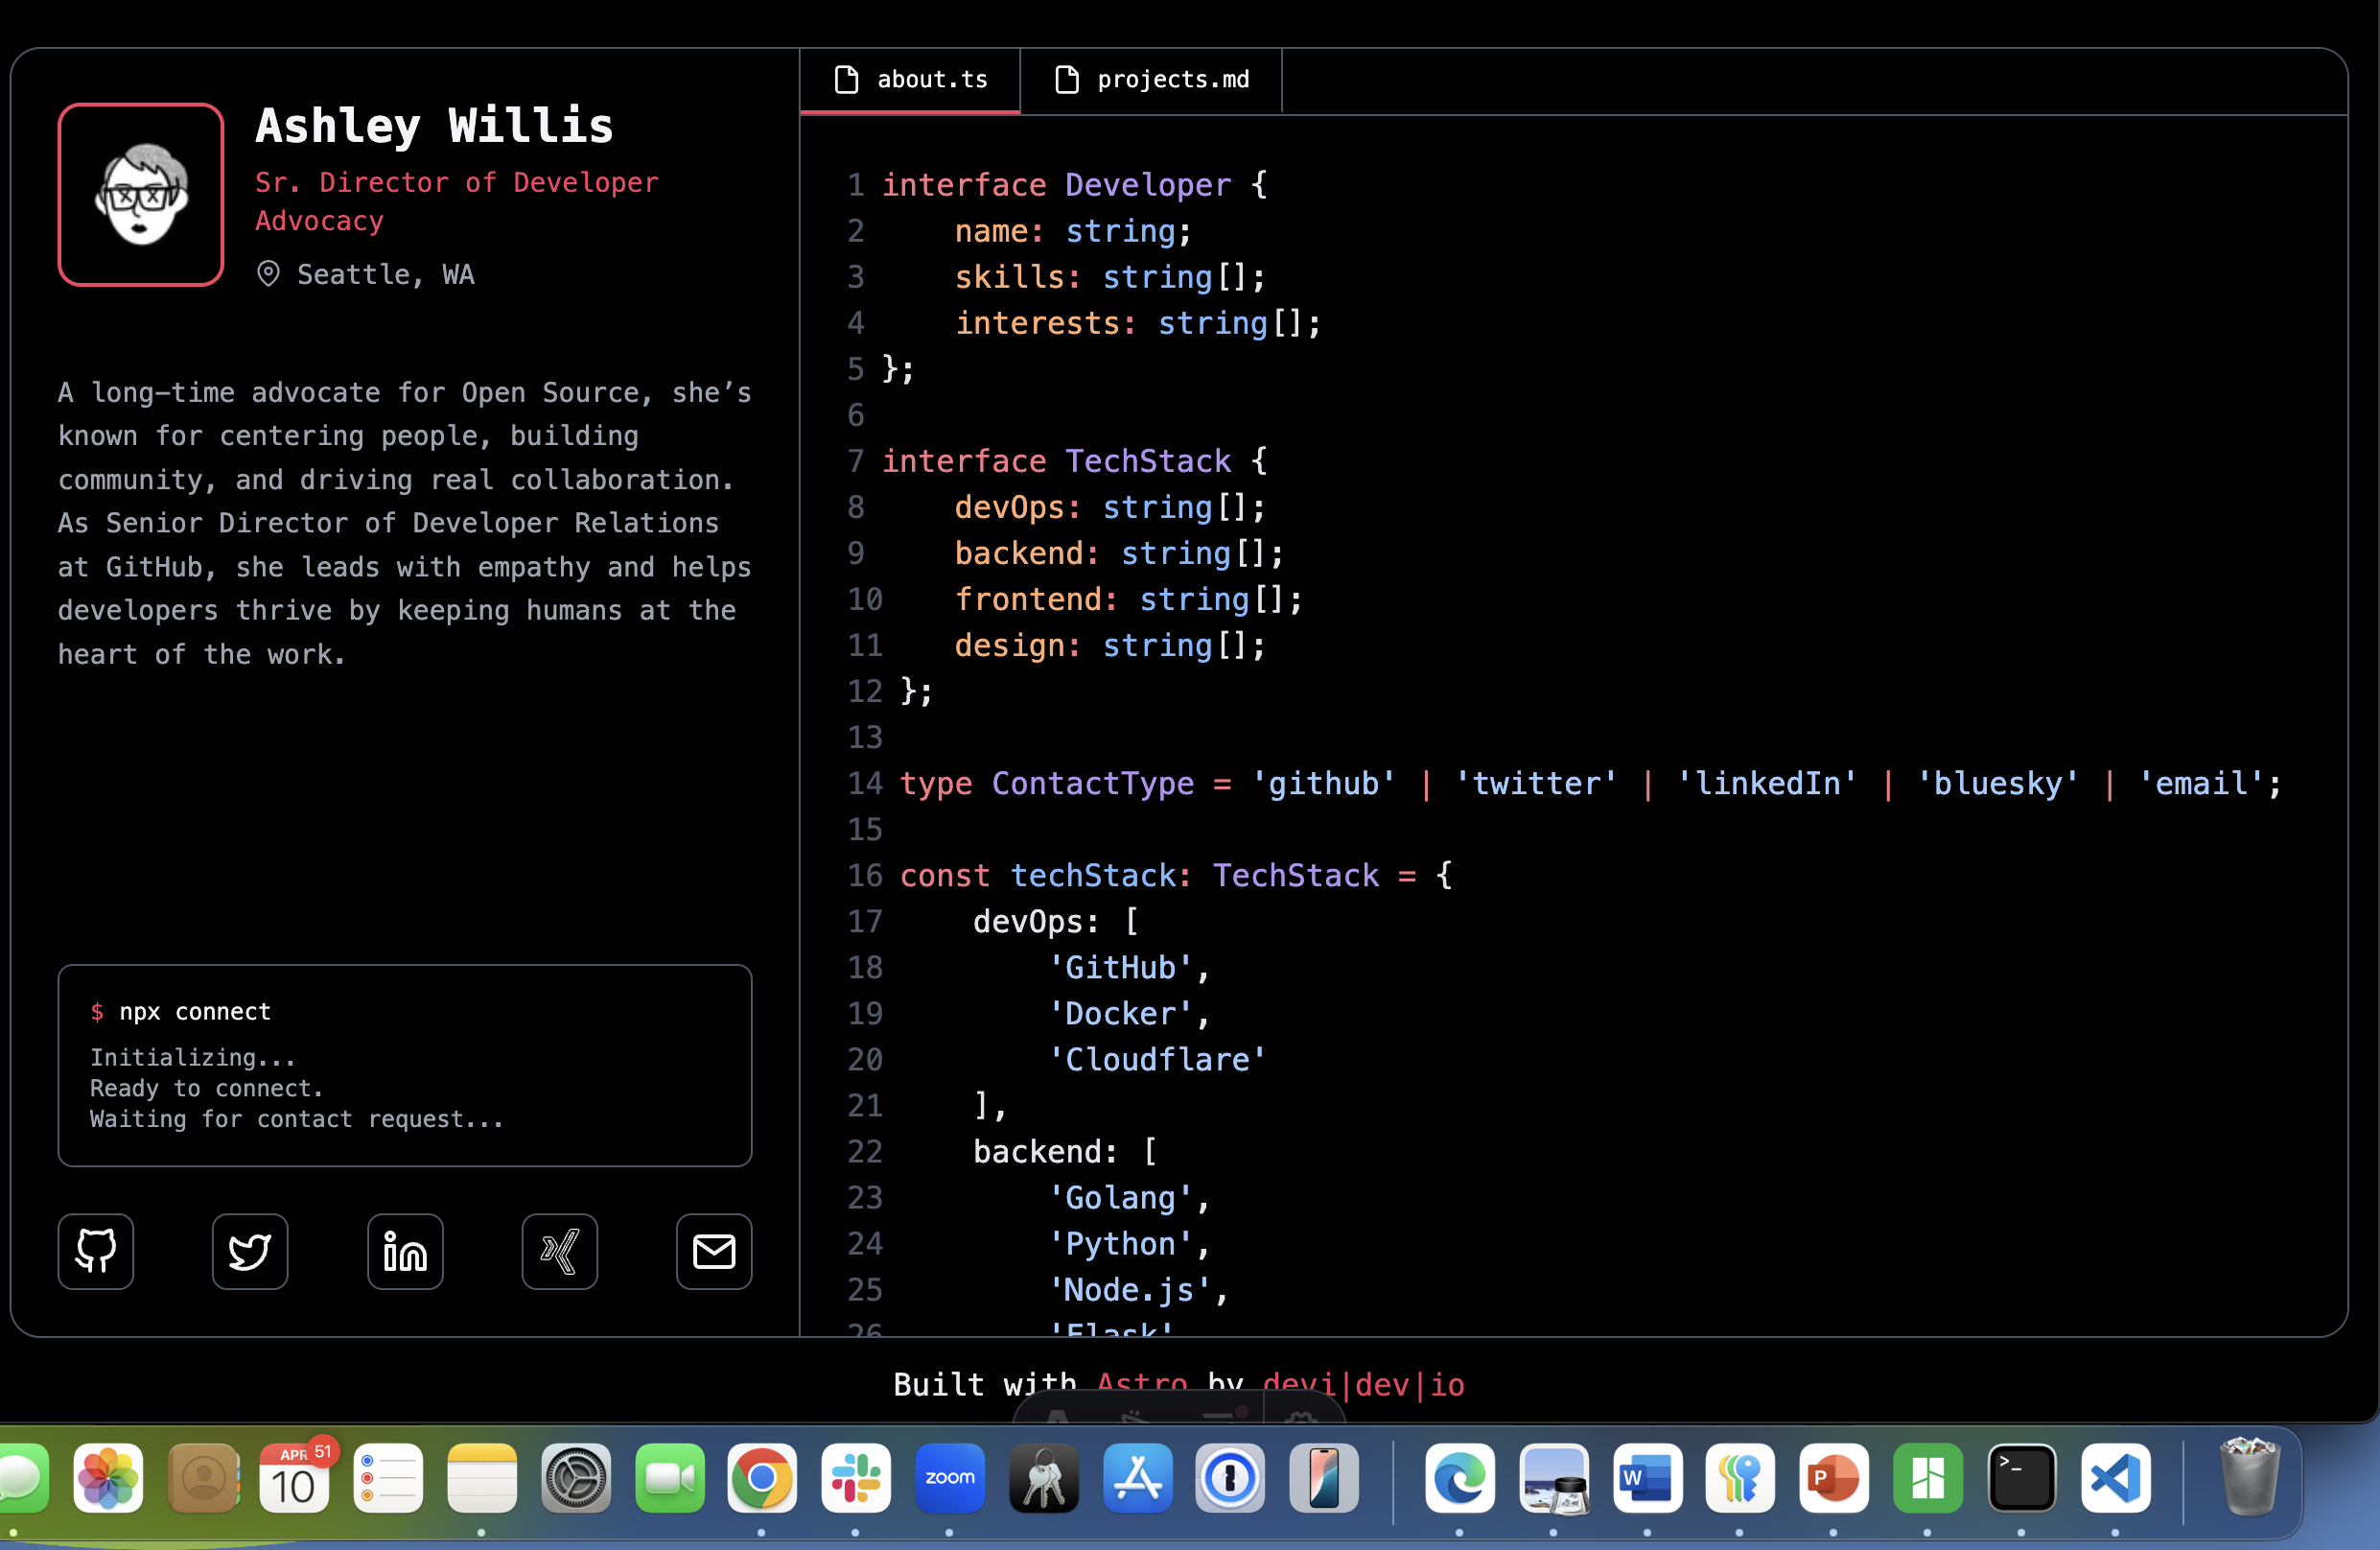 Ashley Willis
Sr. Director of Developer
Advocacy
Seattle, WA
A long-time advocate for Open Source, she’s
known for centering people, building
community, and driving real collaboration.
As Senior Director of Developer Relations
at GitHub, she leads with empathy and helps
developers thrive by keeping humans at the
heart of the work.
$ npx connect
Initializing...
Ready to connect.
Waiting for contact request...
in
about.ts
projects.md
1 interface Developer {
2     name: string;
3     skills: string[];
4     interests: string[];
5 };
6
7 interface TechStack {
8     devOps: string[];
9     backend: string[];
10     frontend: string[];
11     design: string[];
12 };
13
14 type ContactType = 'github' | 'twitter' | 'linkedIn' | 'bluesky' | 'email';
15
16 const techStack: TechStack = {
17     devOps: [
18         'GitHub',
19         'Docker',
20         'Cloudflare'
21     ],
22     backend: [
23         'Golang',
24         'Python',
25         'Node.js',
26         'Flask'
Built with Astro by devi|dev|io
APR 51
10
zoom
W
P
>_